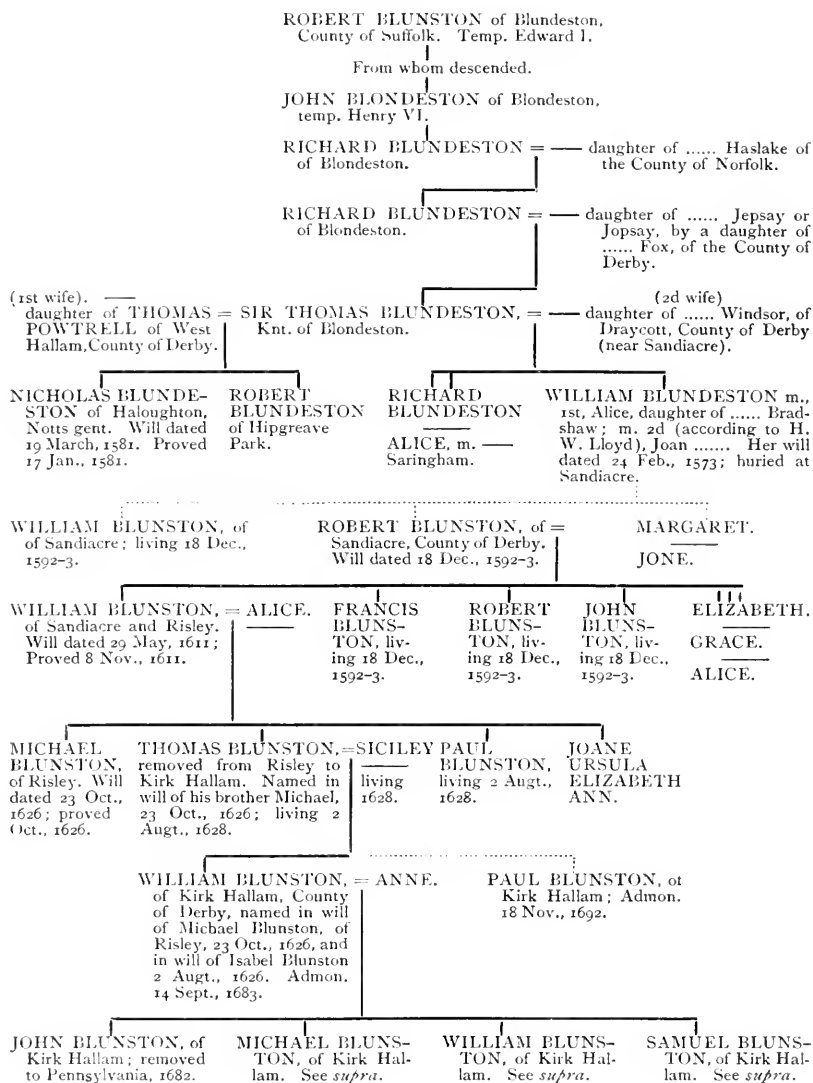 ROBERT BLUNSTON of Blundeston,
County of Suffolk. Temp. Edward I.
From whom descended.
JOHN BLONDESTON of Blondeston,
temp. Henry VI.
RICHARD BLUNDESTON = — daughter of ...... Haslake of
of Blondeston.
the County of Norfolk.
RICHARD BLUNDESTON = — daughter of ...... Jepsay or
of Blondeston.
Jopsay, by a daughter of
...... Fox, of the County of
Derby.
(1st wife). —
daughter of THOMAS =
POWTRELL of West
Hallam, County of Derby.
SIR THOMAS BLUNDESTON, =
Knt. of Blondeston.
(2d wife)
— daughter of ...... Windsor, of
Draycott, County of Derby
(near Sandiacre).
NICHOLAS BLUNDE-
STON of Haloughton,
Notts gent. Will dated
19 March, 1581. Proved
17 Jan., 1581.
ROBERT
BLUNDESTON
of Hipgreave
Park.
RICHARD
BLUNDESTON
——
ALICE, m. —
Saringham.
WILLIAM BLUNDESTON m.,
1st, Alice, daughter of ...... Brad-
shaw; m. 2d (according to H.
W. Lloyd), Joan ....... Her will
dated 24 Feb., 1573; buried at
Sandiacre.
WILLIAM BLUNSTON, of
of Sandiacre; living 18 Dec.,
1592-3.
ROBERT BLUNSTON, of =
Sandiacre, County of Derby.
Will dated 18 Dec., 1592-3.
MARGARET.
——
JONE.
WILLIAM BLUNSTON, = ALICE.
of Sandiacre and Risley.
Will dated 29 May, 1611;
Proved 8 Nov., 1611.
FRANCIS
BLUNS-
TON, liv-
ing 18 Dec.,
1592-3.
ROBERT
BLUNS-
TON, liv-
ing 18 Dec.,
1592-3.
JOHN
BLUNS-
TON, liv-
ing 18 Dec.,
1592-3.
ELIZABETH.
——
GRACE.
——
ALICE.
MICHAEL
BLUNSTON,
of Risley. Will
dated 23 Oct.,
1626; proved
Oct., 1626.
THOMAS BLUNSTON, =
removed from Risley to
Kirk Hallam. Named in
will of his brother Michael,
23 Oct., 1626; living 2
Augt., 1628.
SICILEY
——
living
1628.
PAUL
BLUNSTON,
living 2 Augt.,
1628.
JOANE
URSULA
ELIZABETH
ANN.
WILLIAM BLUNSTON, = ANNE.
of Kirk Hallam, County
of Derby, named in will
of Michael Blunston, of
Risley, 23 Oct., 1626, and
in will of Isabel Blunston
2 Augt., 1626. Admon.
14 Sept., 1683.
PAUL BLUNSTON, of
Kirk Hallam; Admon.
18 Nov., 1692.
JOHN BLUNSTON, of
Kirk Hallam; removed
to Pennsylvania, 1682.
MICHAEL BLUNS-
TON, of Kirk Hal-
lam. See supra.
WILLIAM BLUNS-
TON, of Kirk Hal-
lam. See supra.
SAMUEL BLUNS-
TON, of Kirk Hal-
lam. See supra.